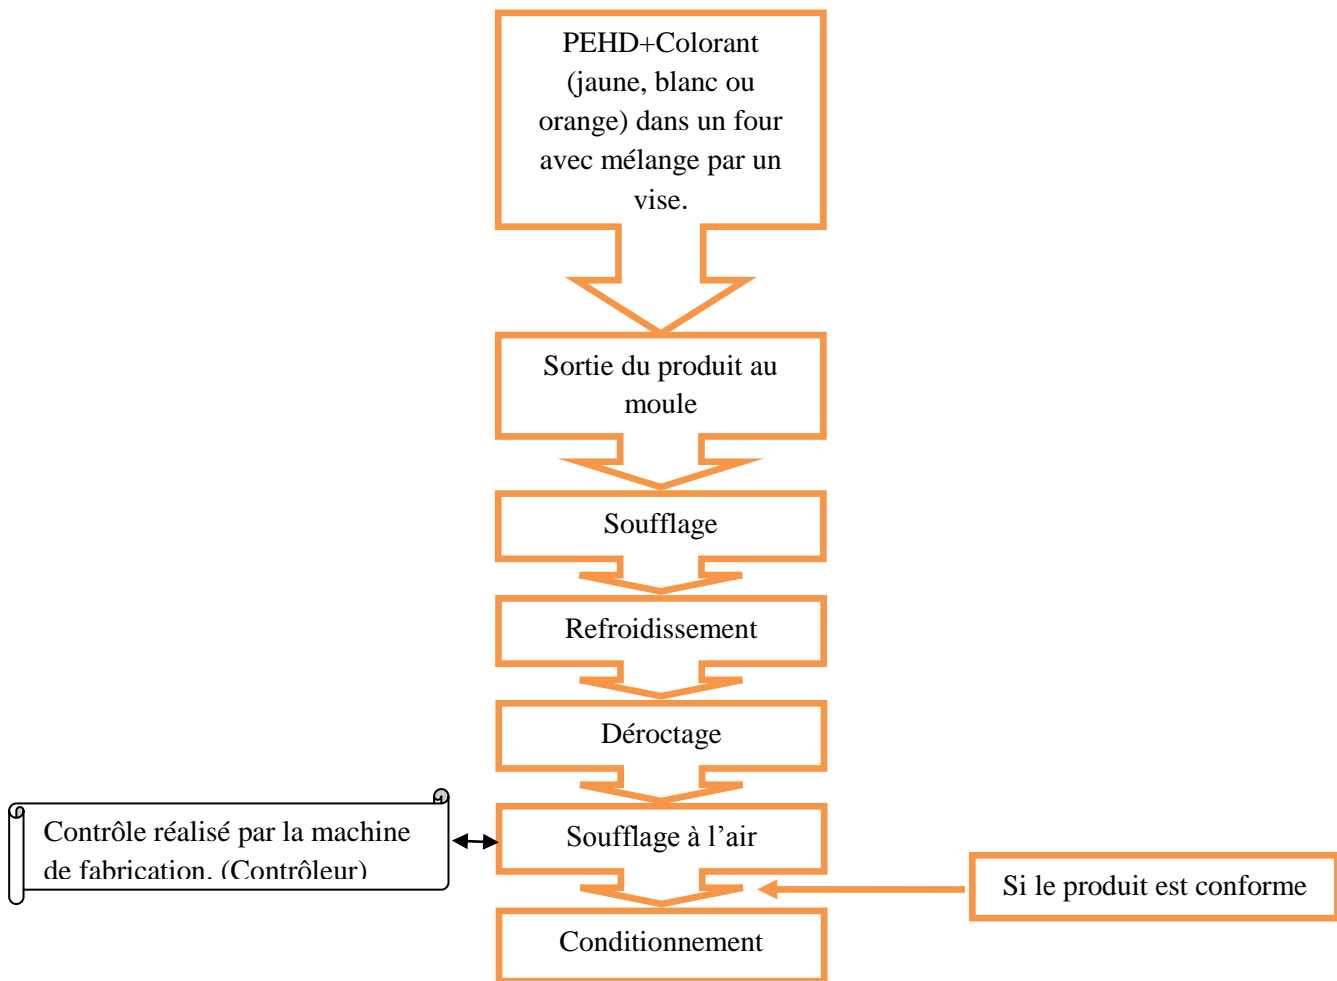 PEHD+Colorant
(jaune, blanc ou
orange) dans un four
avec mélange par un
vise.
Sortie du produit au
moule
Soufflage
Refroidissement
Déroctage
Contrôle réalisé par la machine
de fabrication. (Contrôleur)
Soufflage à l’air
Si le produit est conforme
Conditionnement